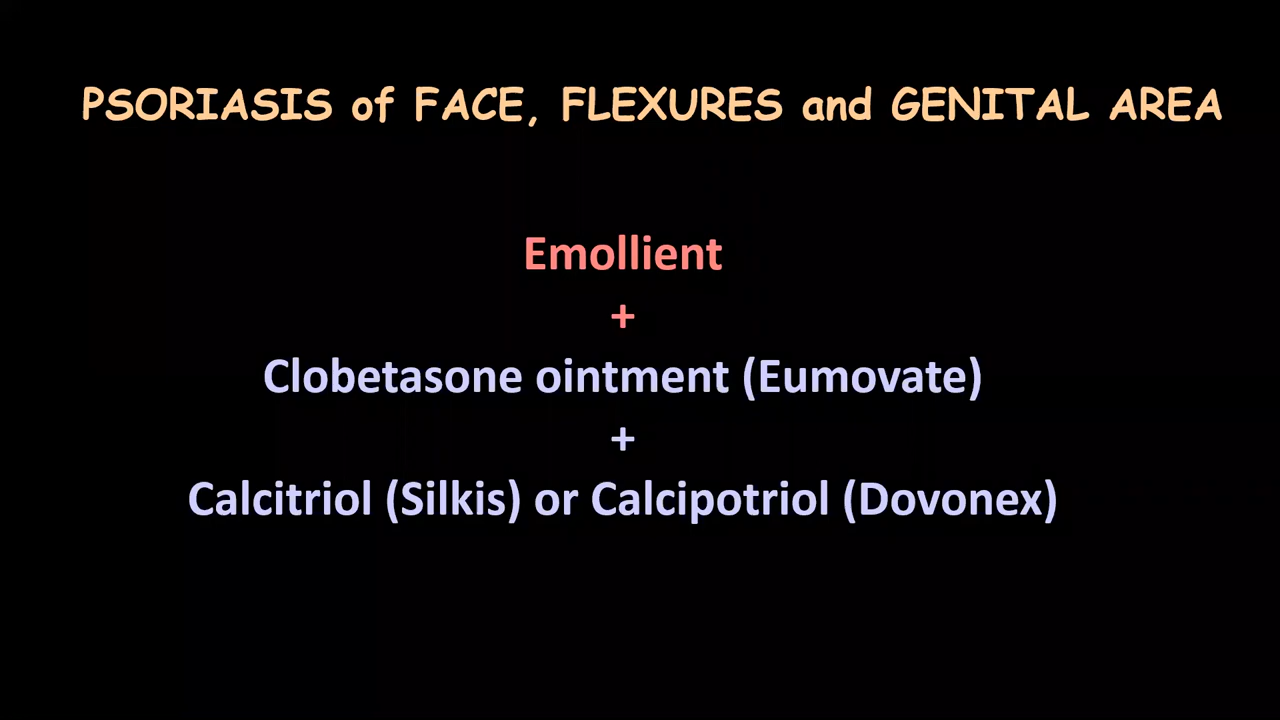 PSORIASIS of FACE, FLEXURES and GENITAL AREA
Emollient
+
Clobetasone ointment (Eumovate)
+
Calcitriol (Silkis) or Calcipotriol (Dovonex)